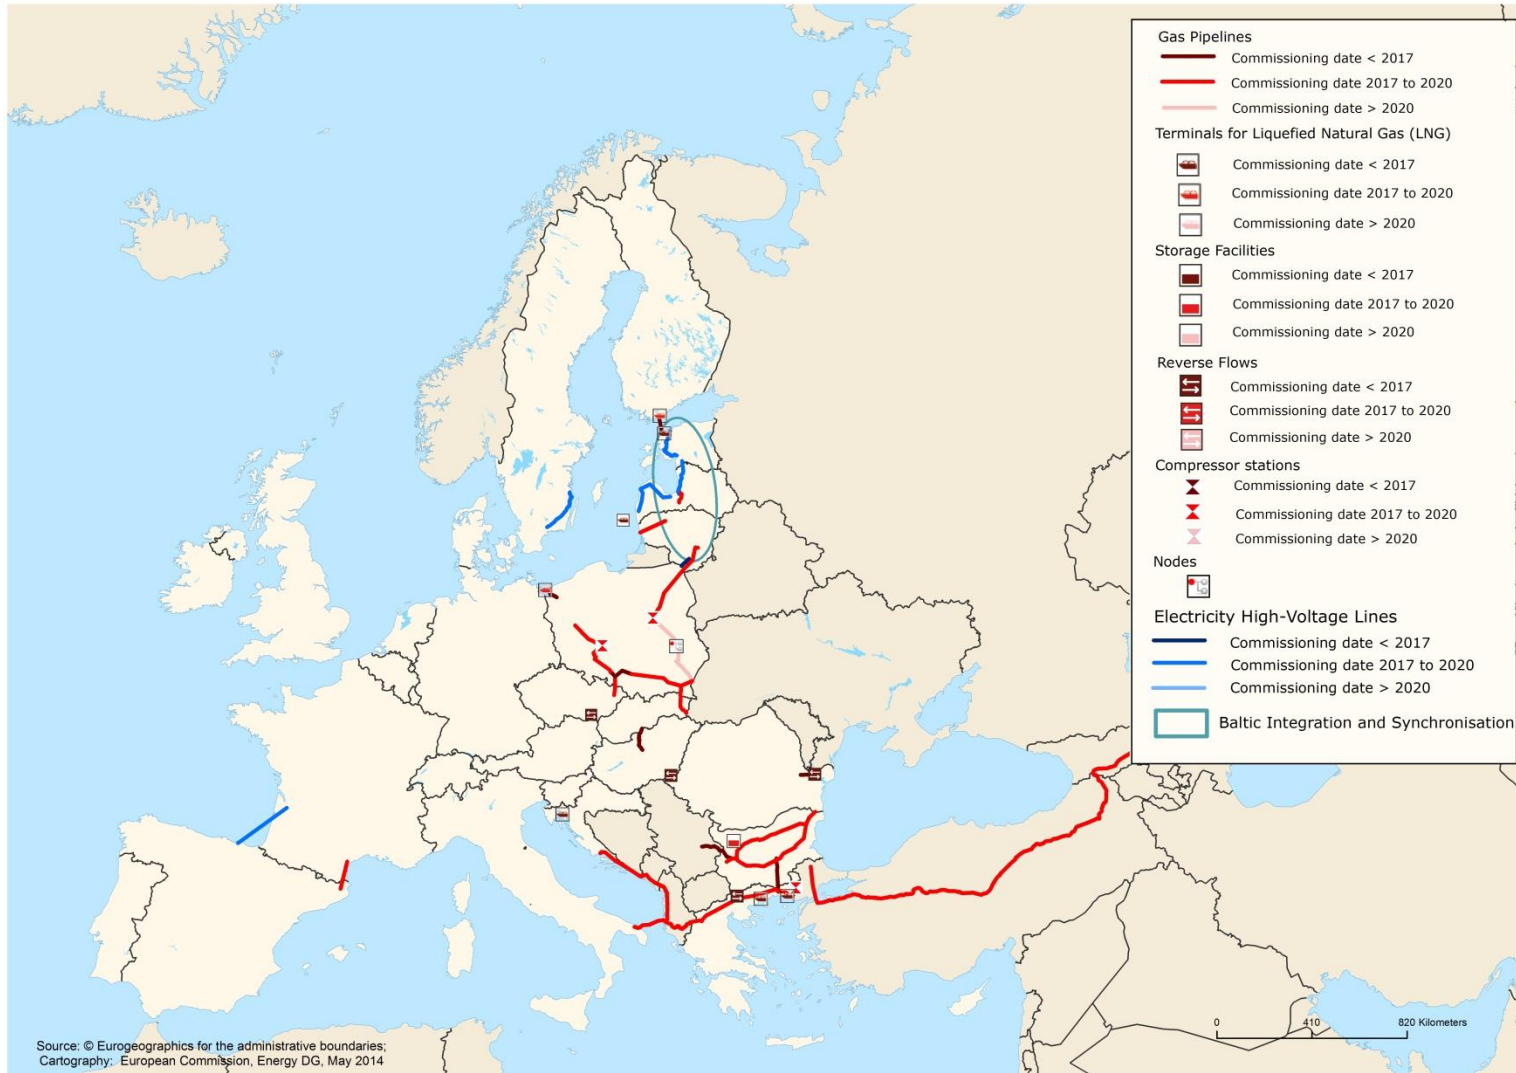 Gas Pipelines
Commissioning date < 2017
Commissioning date 2017 to 2020
Commissioning date > 2020
Terminals for Liquefied Natural Gas (LNG)
Commissioning date < 2017
Commissioning date 2017 to 2020
Commissioning date > 2020
Storage Facilities
Commissioning date < 2017
Commissioning date 2017 to 2020
Commissioning date > 2020
Reverse Flows
Commissioning date < 2017
Commissioning date 2017 to 2020
Commissioning date > 2020
Compressor stations
Commissioning date < 2017
Commissioning date 2017 to 2020
Commissioning date > 2020
Nodes
Electricity High-Voltage Lines
Commissioning date < 2017
Commissioning date 2017 to 2020
Commissioning date > 2020
Baltic Integration and Synchronisation
0 410 820 Kilometers
Source: © Eurogeographics for the administrative boundaries;
Cartography: European Commission, Energy DG, May 2014